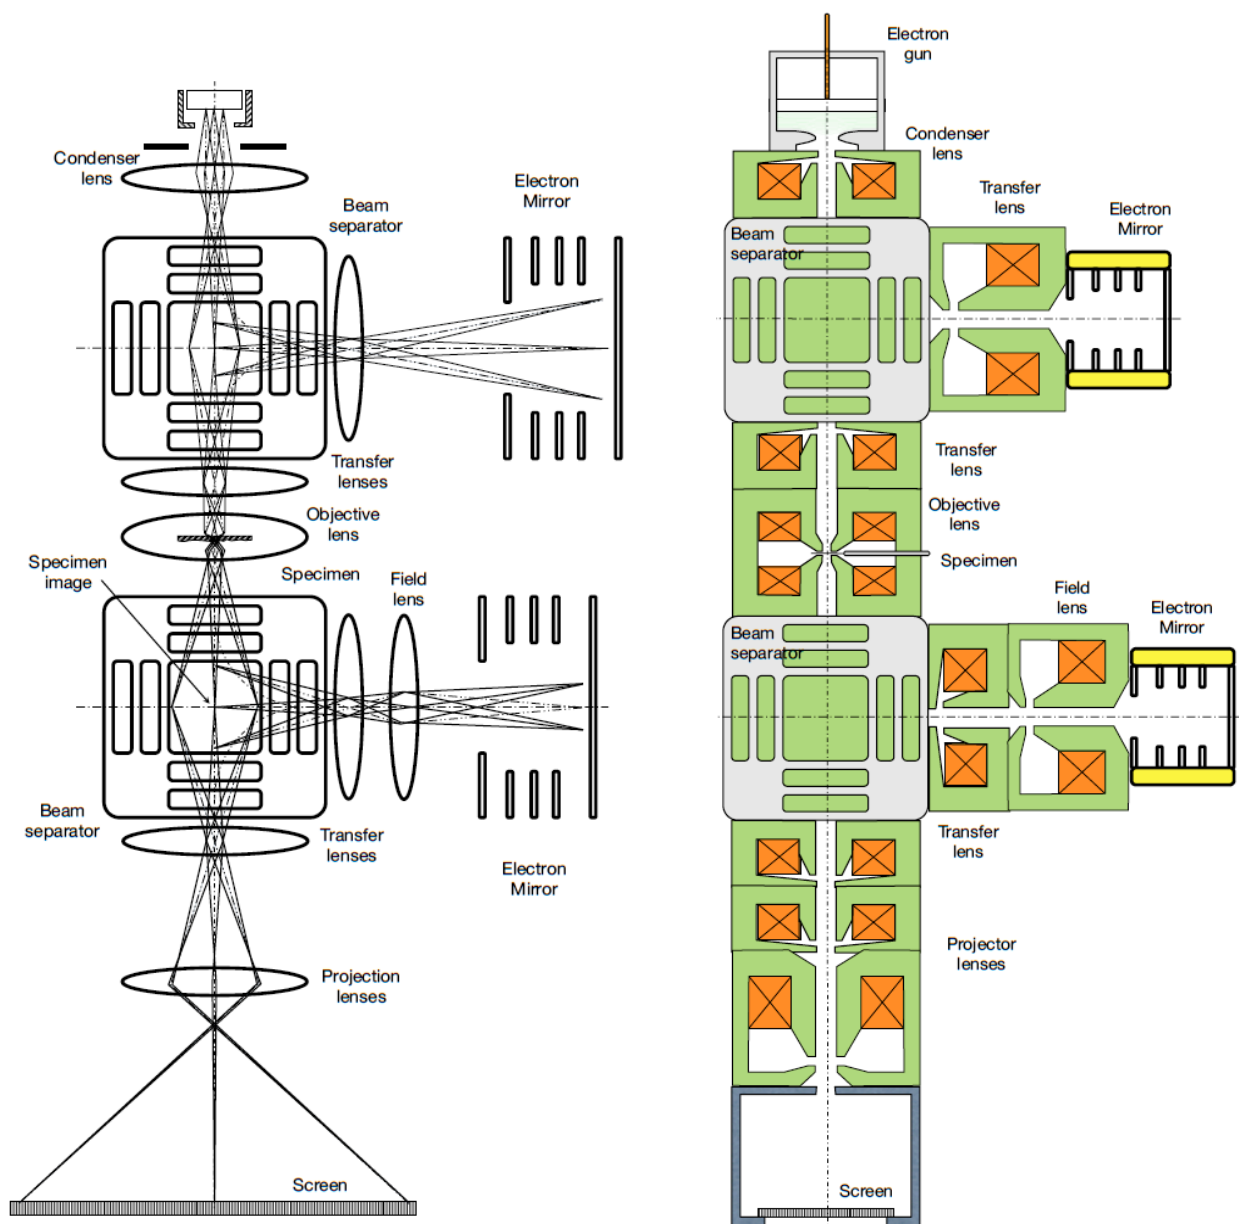 Condenser
lens
Beam
separator
Electron
Mirror
Transfer
lenses
Objective
lens
Specimen
image
Specimen
Field
lens
Beam
separator
Transfer
lenses
Electron
Mirror
Projection
lenses
Screen
Electron
gun
Condenser
lens
Transfer
lens
Electron
Mirror
Beam
separator
Transfer
lens
Objective
lens
Specimen
Field
lens
Electron
Mirror
Beam
separator
Transfer
lens
Projector
lenses
Screen